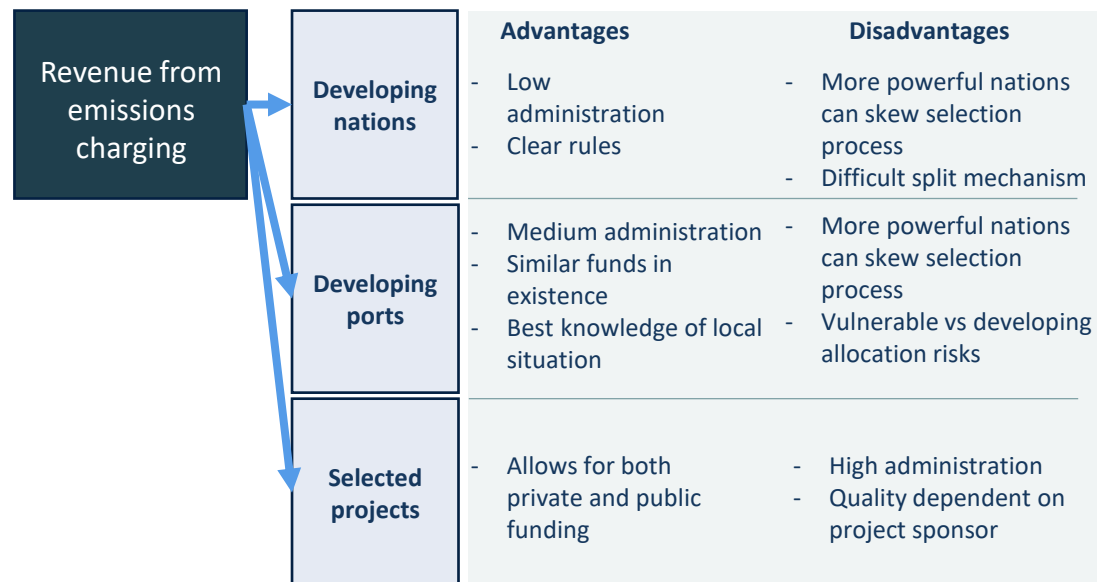 Revenue from
emissions
charging
Advantages
Disadvantages
Developing
nations
- Low
administration
- Clear rules
- More powerful nations
can skew selection
process
- Difficult split mechanism
Developing
ports
- Medium administration
- Similar funds in
existence
- Best knowledge of local
situation
- More powerful nations
can skew selection
process
- Vulnerable vs developing
allocation risks
Selected
projects
- Allows for both
private and public
funding
- High administration
- Quality dependent on
project sponsor